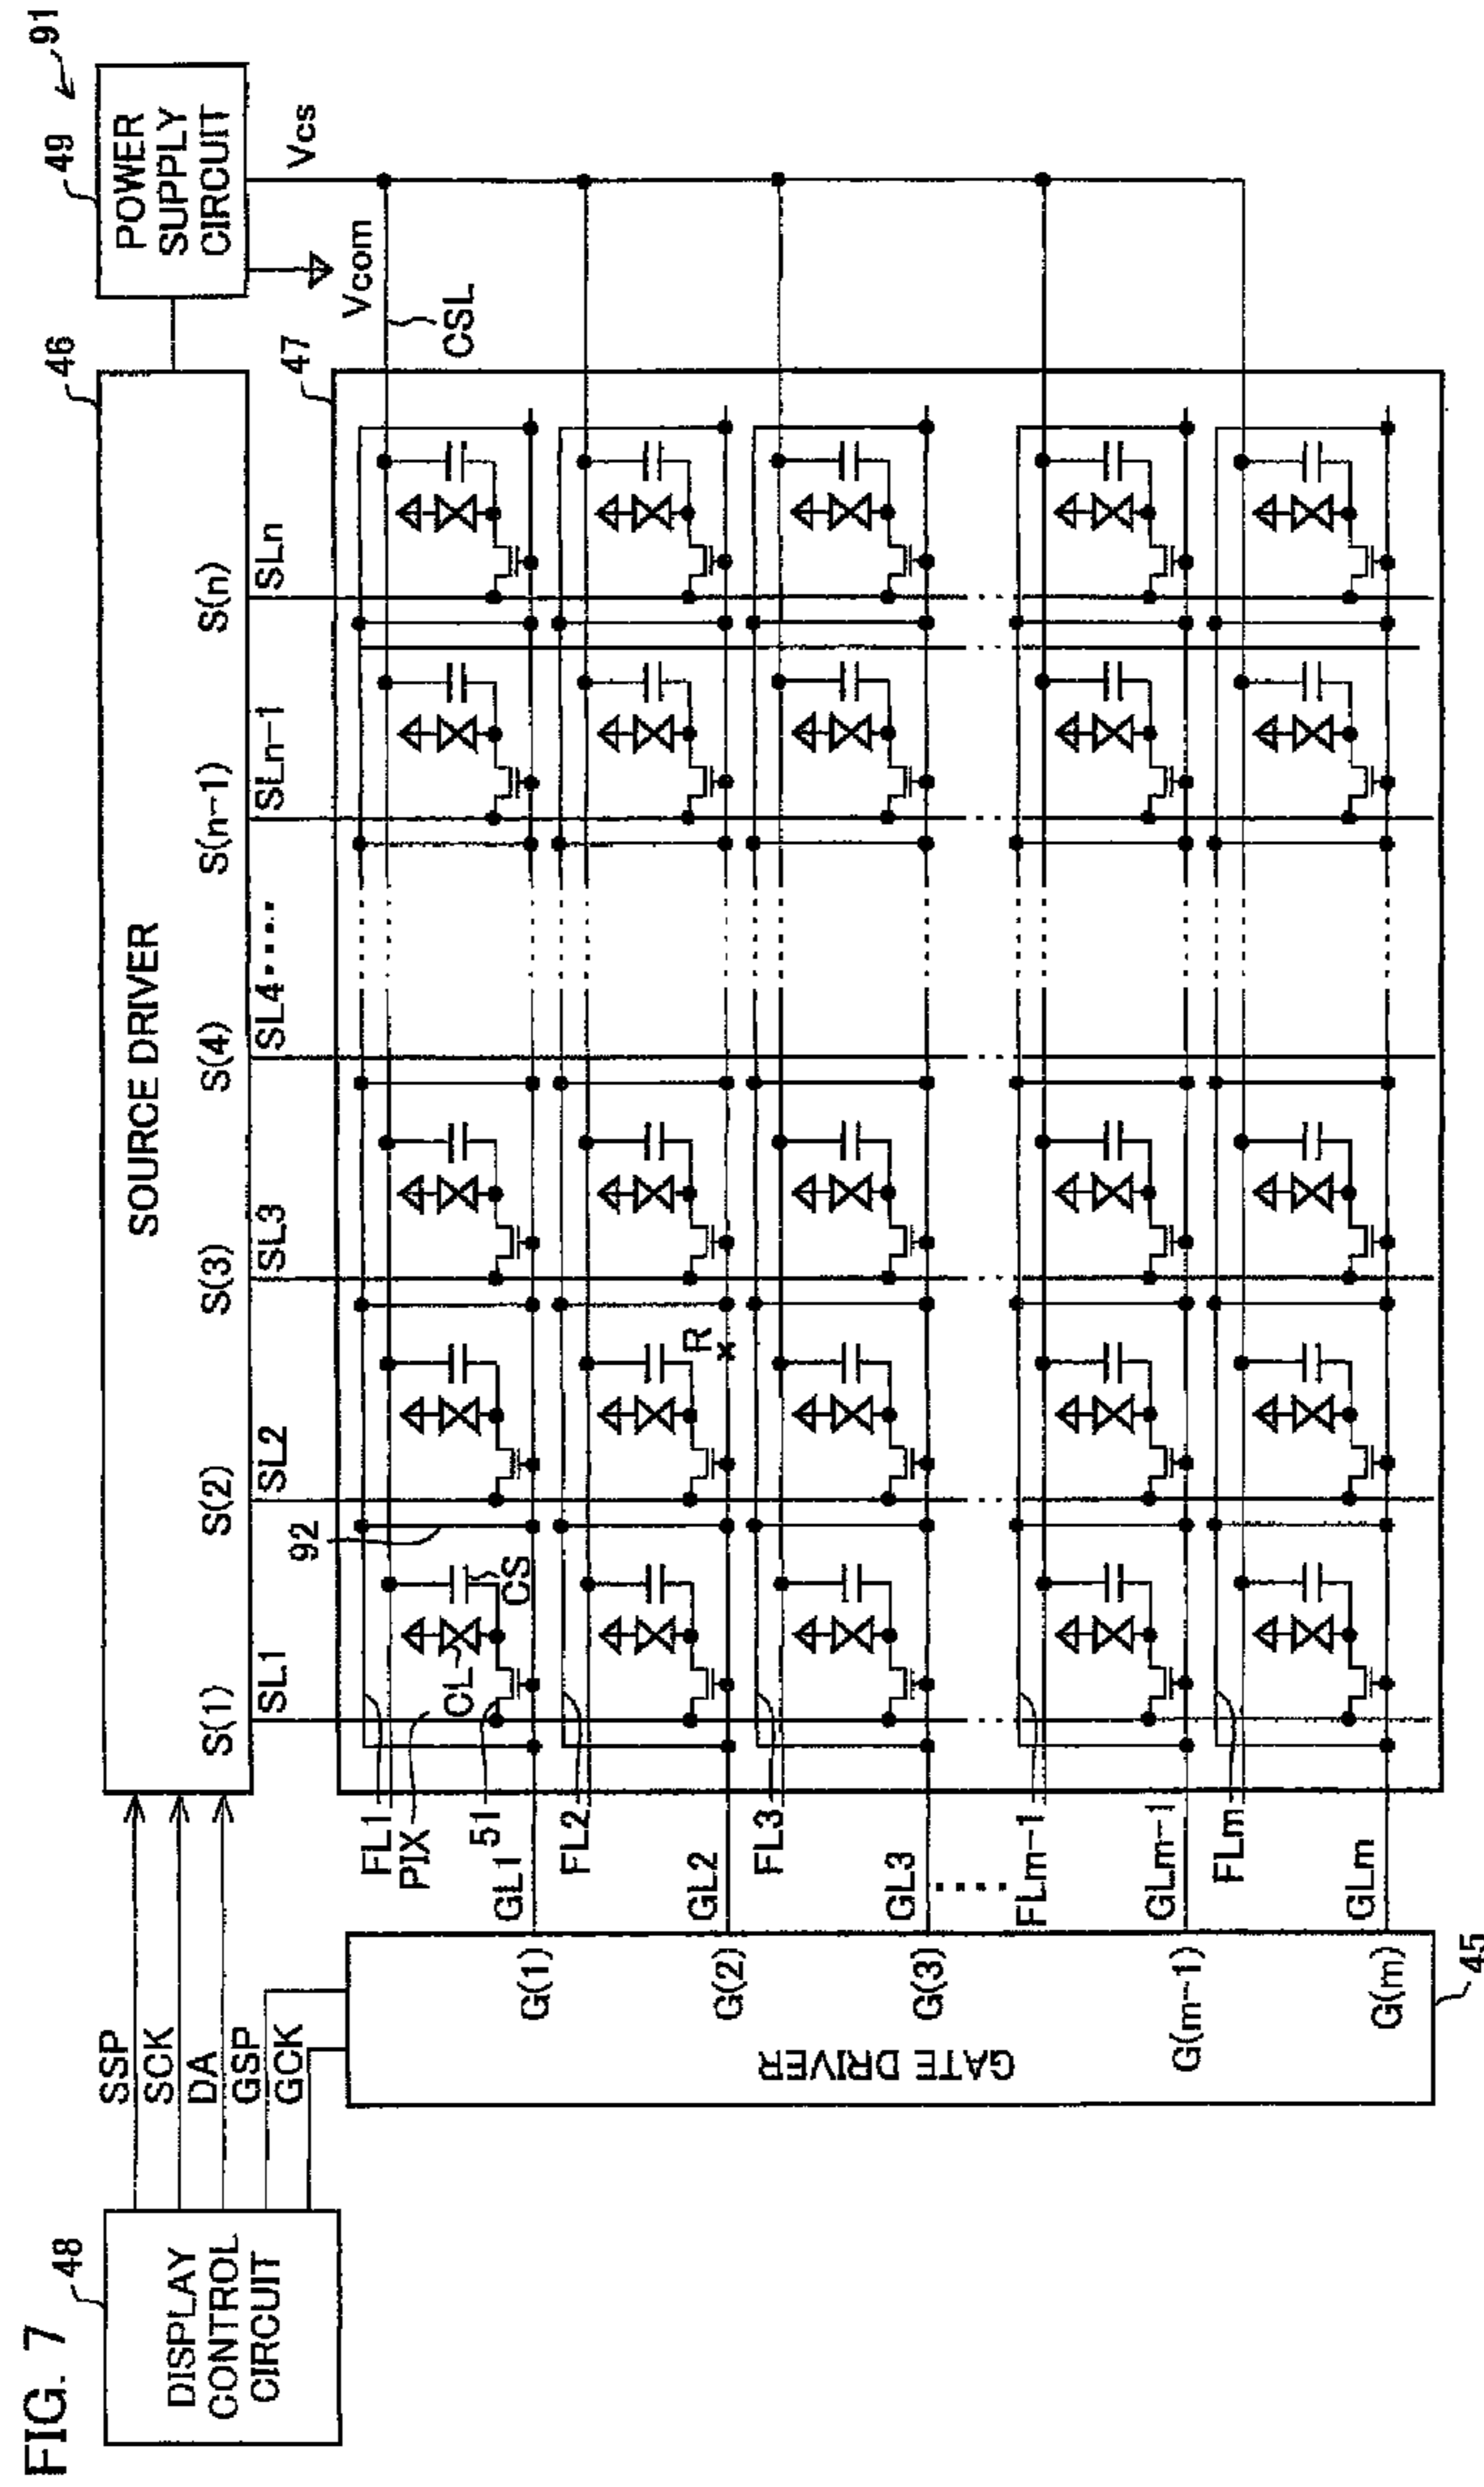 FIG. 7
48
DISPLAY
CONTROL
CIRCUIT
SSP
SCK
DA
GSP
GCK
SOURCE DRIVER
46
S(1)
S(2)
S(3)
S(4)
S(n-1)
S(n)
SL1
SL2
SL3
SL4····
SLn-1
SLn
49
POWER
SUPPLY
CIRCUIT
91
Vcs
Vcom
CSL
47
92
FL1
PIX
CL
CS
51
GL1
FL2
GL2
R
FL3
GL3
····
FLm-1
GLm-1
FLm
GLm
GATE DRIVER
G(1)
G(2)
G(3)
G(m-1)
G(m)
45